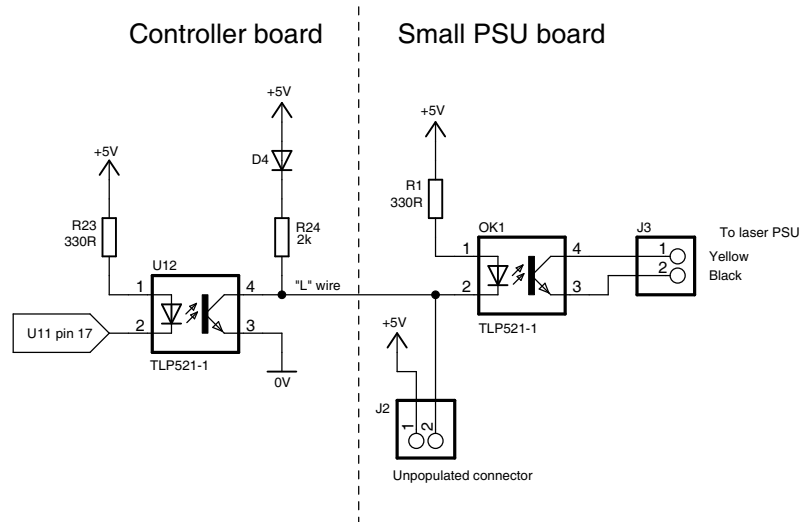 Controller board
Small PSU board
+5V
D4
R24
2k
+5V
R23
330R
U12
1
2
4
3
TLP521-1
U11 pin 17
0V
"L" wire
+5V
R1
330R
OK1
1
2
4
3
TLP521-1
J3
1
2
To laser PSU
Yellow
Black
+5V
J2
1
2
Unpopulated connector